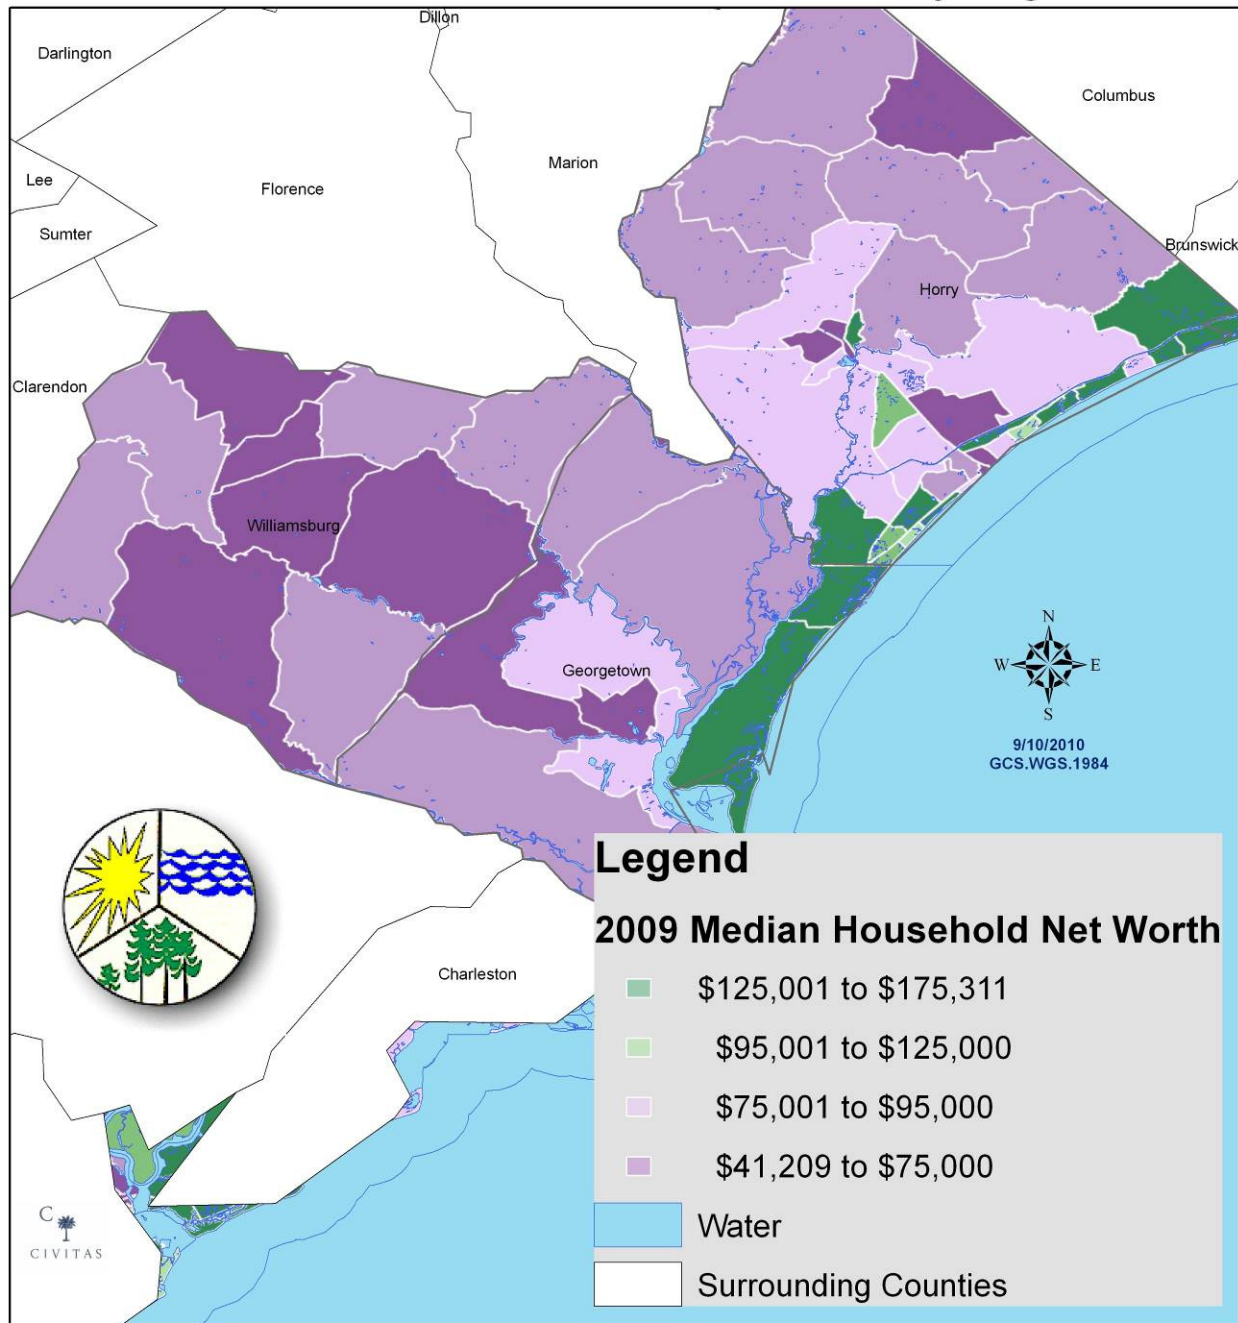 Dillon
Darlington
Columbus
Marion
Lee
Florence
Sumter
Brunswick
Horry
Clarendon
Williamsburg
Georgetown
N
W
E
S
9/10/2010
GCS.WGS.1984
Legend
2009 Median Household Net Worth
$125,001 to $175,311
$95,001 to $125,000
$75,001 to $95,000
$41,209 to $75,000
Water
Surrounding Counties
Charleston
C
CIVITAS